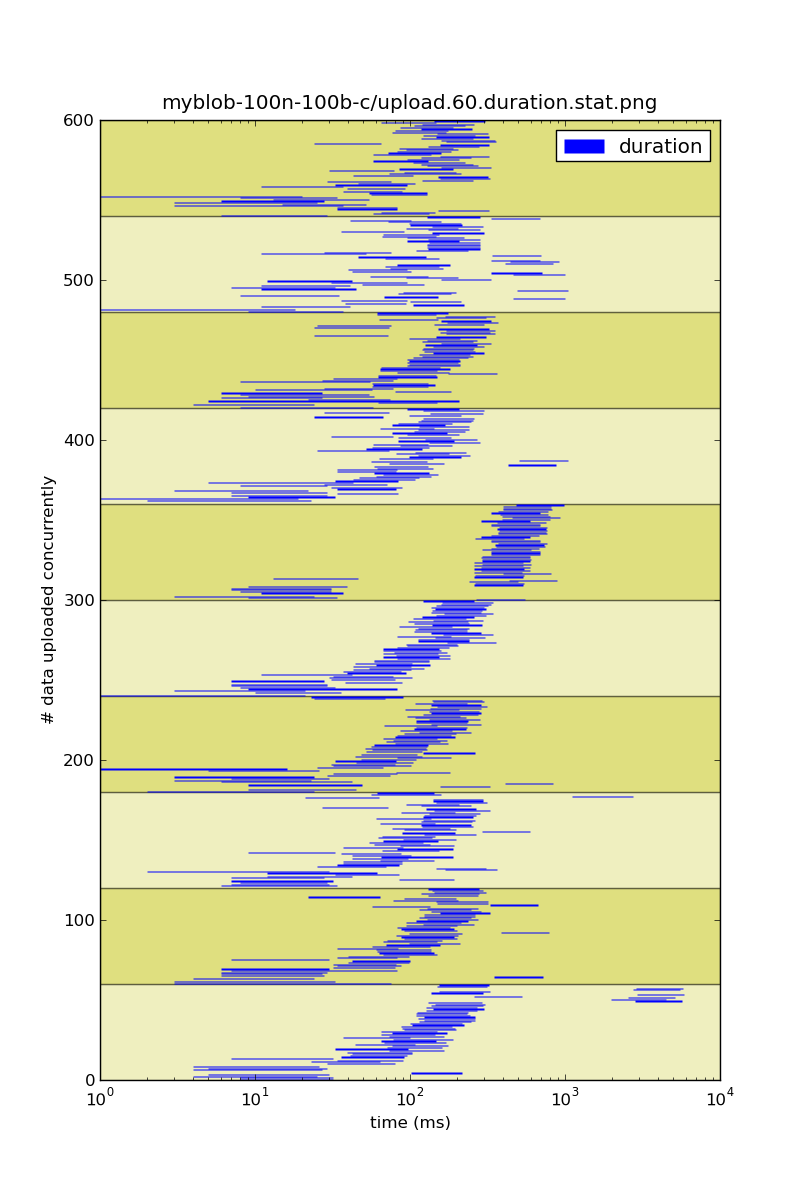 myblob-100n-100b-c/upload.60.duration.stat.png
duration
600
500
400
300
200
100
0
# data uploaded concurrently
10^0 10^1 10^2 10^3 10^4
time (ms)